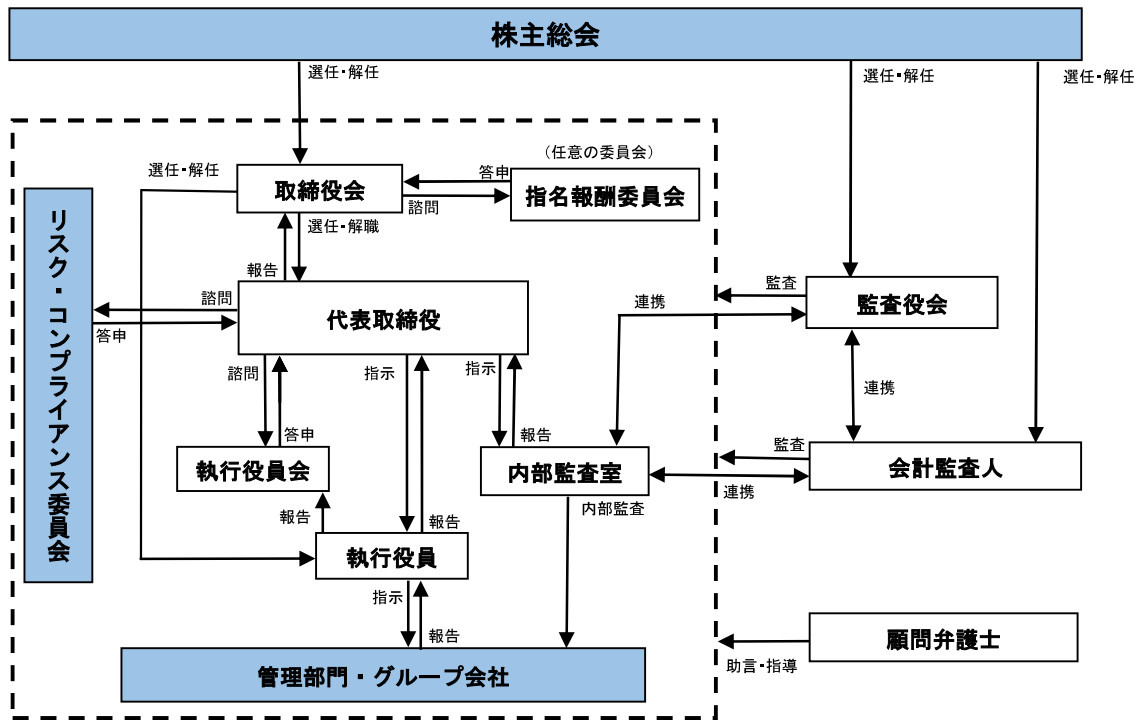 株主総会
選任・解任
選任・解任
選任・解任
(任意の委員会)
選任・解任
取締役会
答申
諮問
指名報酬委員会
選任・解職
報告
リスク・コンプライアンス委員会
諮問
答申
代表取締役
連携
監査
監査役会
諮問
指示
指示
連携
答申
報告
執行役員会
内部監査室
監査
会計監査人
連携
報告
報告
内部監査
執行役員
指示
報告
顧問弁護士
助言・指導
管理部門・グループ会社